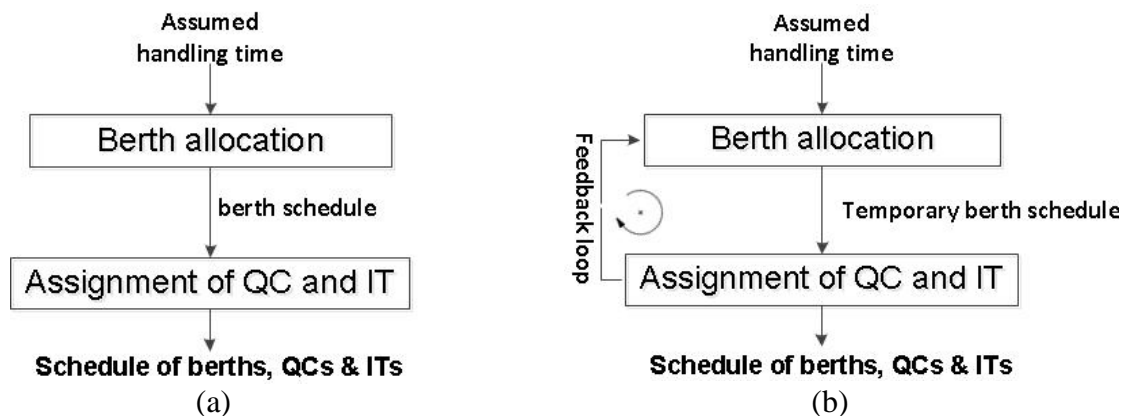 Assumed
handling time
Berth allocation
berth schedule
Assignment of QC and IT
Schedule of berths, QCs & ITs
(a)
Assumed
handling time
Berth allocation
Feedback loop
Temporary berth schedule
Assignment of QC and IT
Schedule of berths, QCs & ITs
(b)